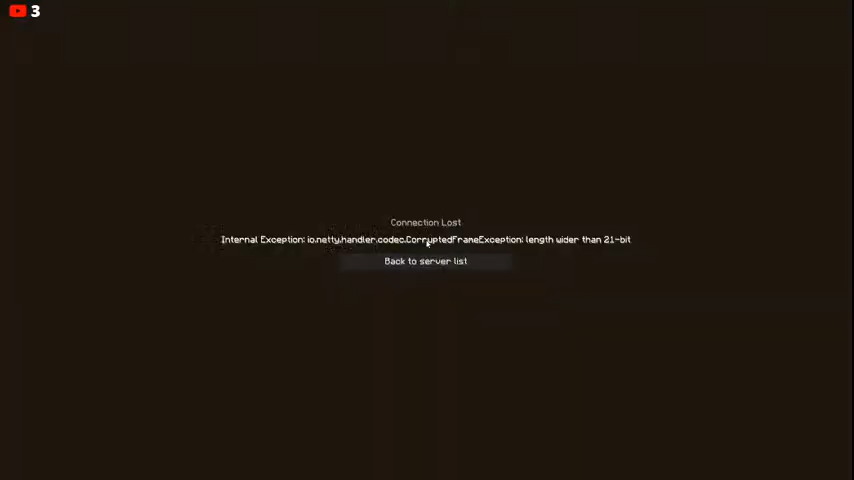 3
Connection Lost
Internal Exception: io.netty.handler.codec.CorruptedFrameException: length wider than 21-bit
Back to server list